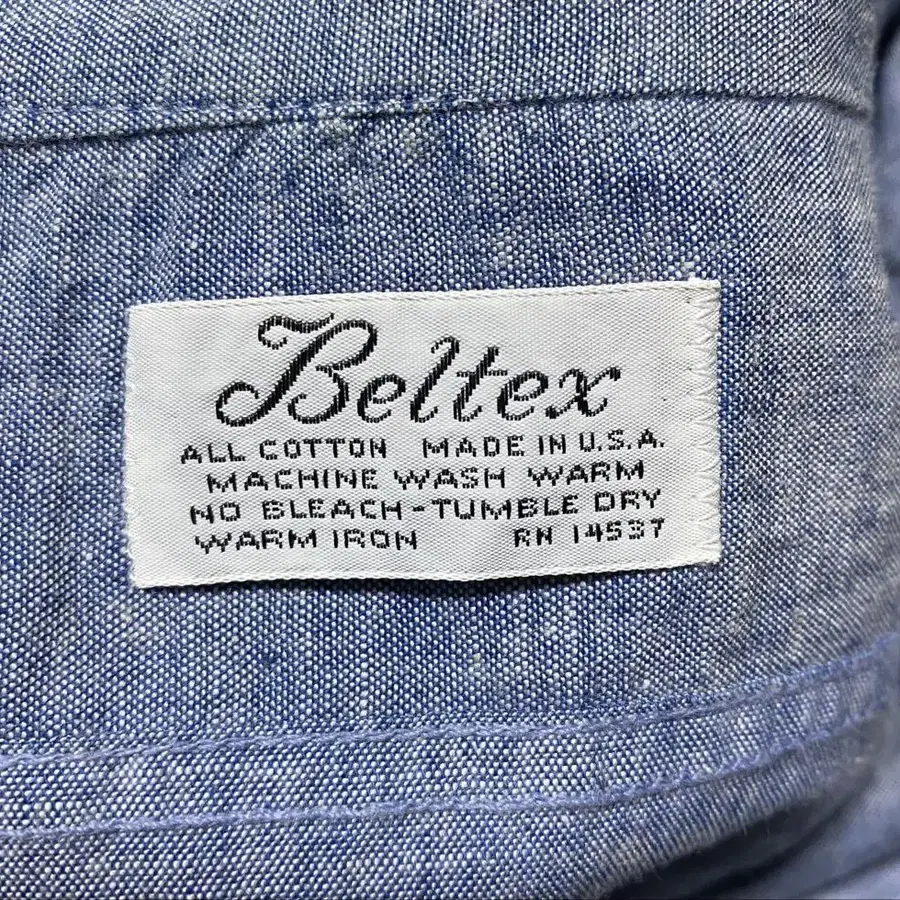 Beltex
ALL COTTON MADE IN U.S.A.
MACHINE WASH WARM
NO BLEACH-TUMBLE DRY
WARM IRON RN 14537